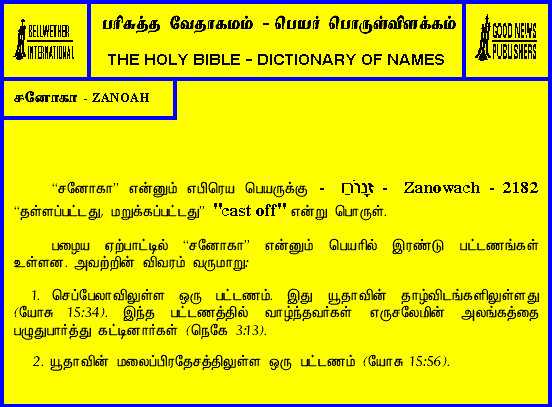 BELLWETHER
INTERNATIONAL
பரிசுத்த வேதாகமம் - பெயர் பொருள்விளக்கம்
THE HOLY BIBLE - DICTIONARY OF NAMES
GOOD NEWS
PUBLISHERS
சனோகா - ZANOAH
“சனோகா” என்னும் எபிரெய பெயருக்கு - זָנֹוחַ - Zanowach - 2182
“தள்ளப்பட்டது, மறுக்கப்பட்டது” "cast off" என்று பொருள்.
பழைய ஏற்பாட்டில் “சனோகா” என்னும் பெயரில் இரண்டு பட்டணங்கள்
உள்ளன. அவற்றின் விவரம் வருமாறு:
1. செப்பேலாவிலுள்ள ஒரு பட்டணம். இது யூதாவின் தாழ்விடங்களிலுள்ளது
(யோசு 15:34). இந்த பட்டணத்தில் வாழ்ந்தவர்கள் எருசலேமின் அலங்கத்தை
பழுதுபார்த்து கட்டினார்கள் (நெகே 3:13).
2. யூதாவின் மலைப்பிரதேசத்திலுள்ள ஒரு பட்டணம் (யோசு 15:56).